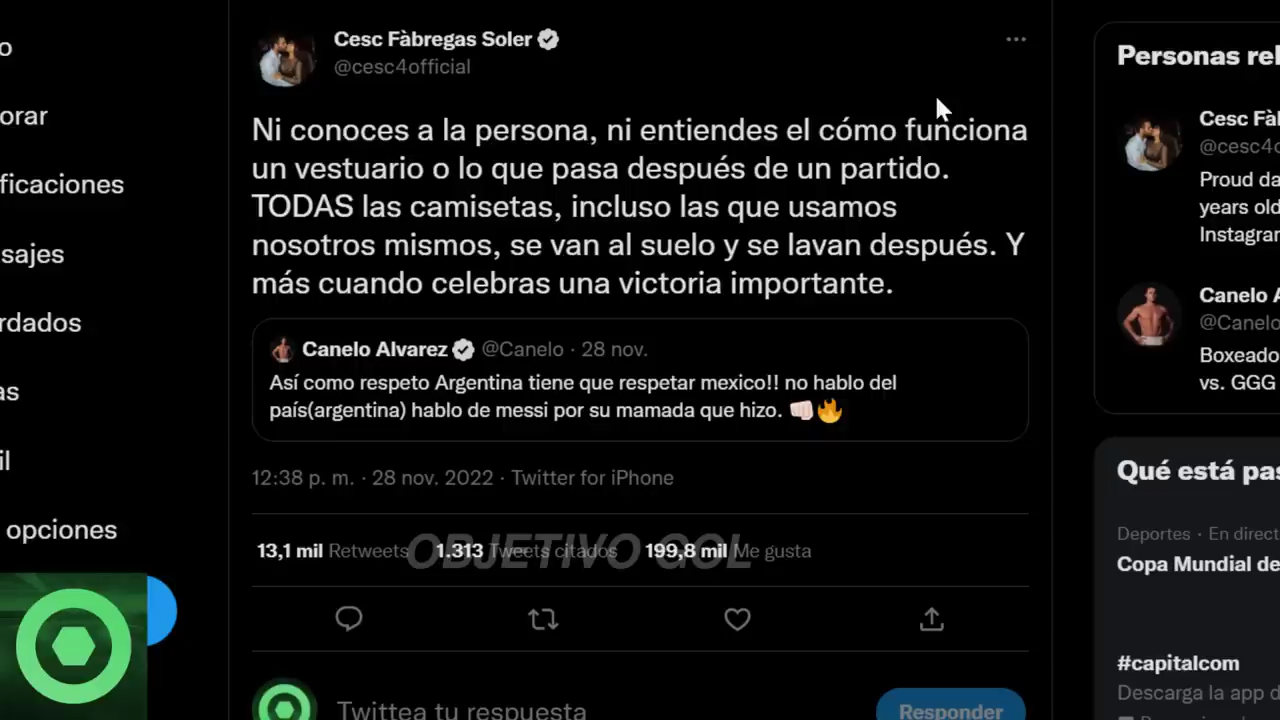 o
orar
ficaciones
sajes
rdados
as
il
opciones
Cesc Fàbregas Soler
@cesc4official
Ni conoces a la persona, ni entiendes el cómo funciona
un vestuario o lo que pasa después de un partido.
TODAS las camisetas, incluso las que usamos
nosotros mismos, se van al suelo y se lavan después. Y
más cuando celebras una victoria importante.
Canelo Alvarez @Canelo · 28 nov.
Así como respeto Argentina tiene que respetar mexico!! no hablo del
país(argentina) hablo de messi por su mamada que hizo. 👊🏻🔥
12:38 p. m. · 28 nov. 2022 · Twitter for iPhone
13,1 mil Retweets 1.313 Tweets citados 199,8 mil Me gusta
OBJETIVO GOL
Twittea tu respuesta
Responder
Personas rel
Cesc Fàb
@cesc4o
Proud da
years old
Instagram
Canelo A
@Canelo
Boxeado
vs. GGG
Qué está pas
Deportes · En direct
Copa Mundial de
#capitalcom
Descarga la app d